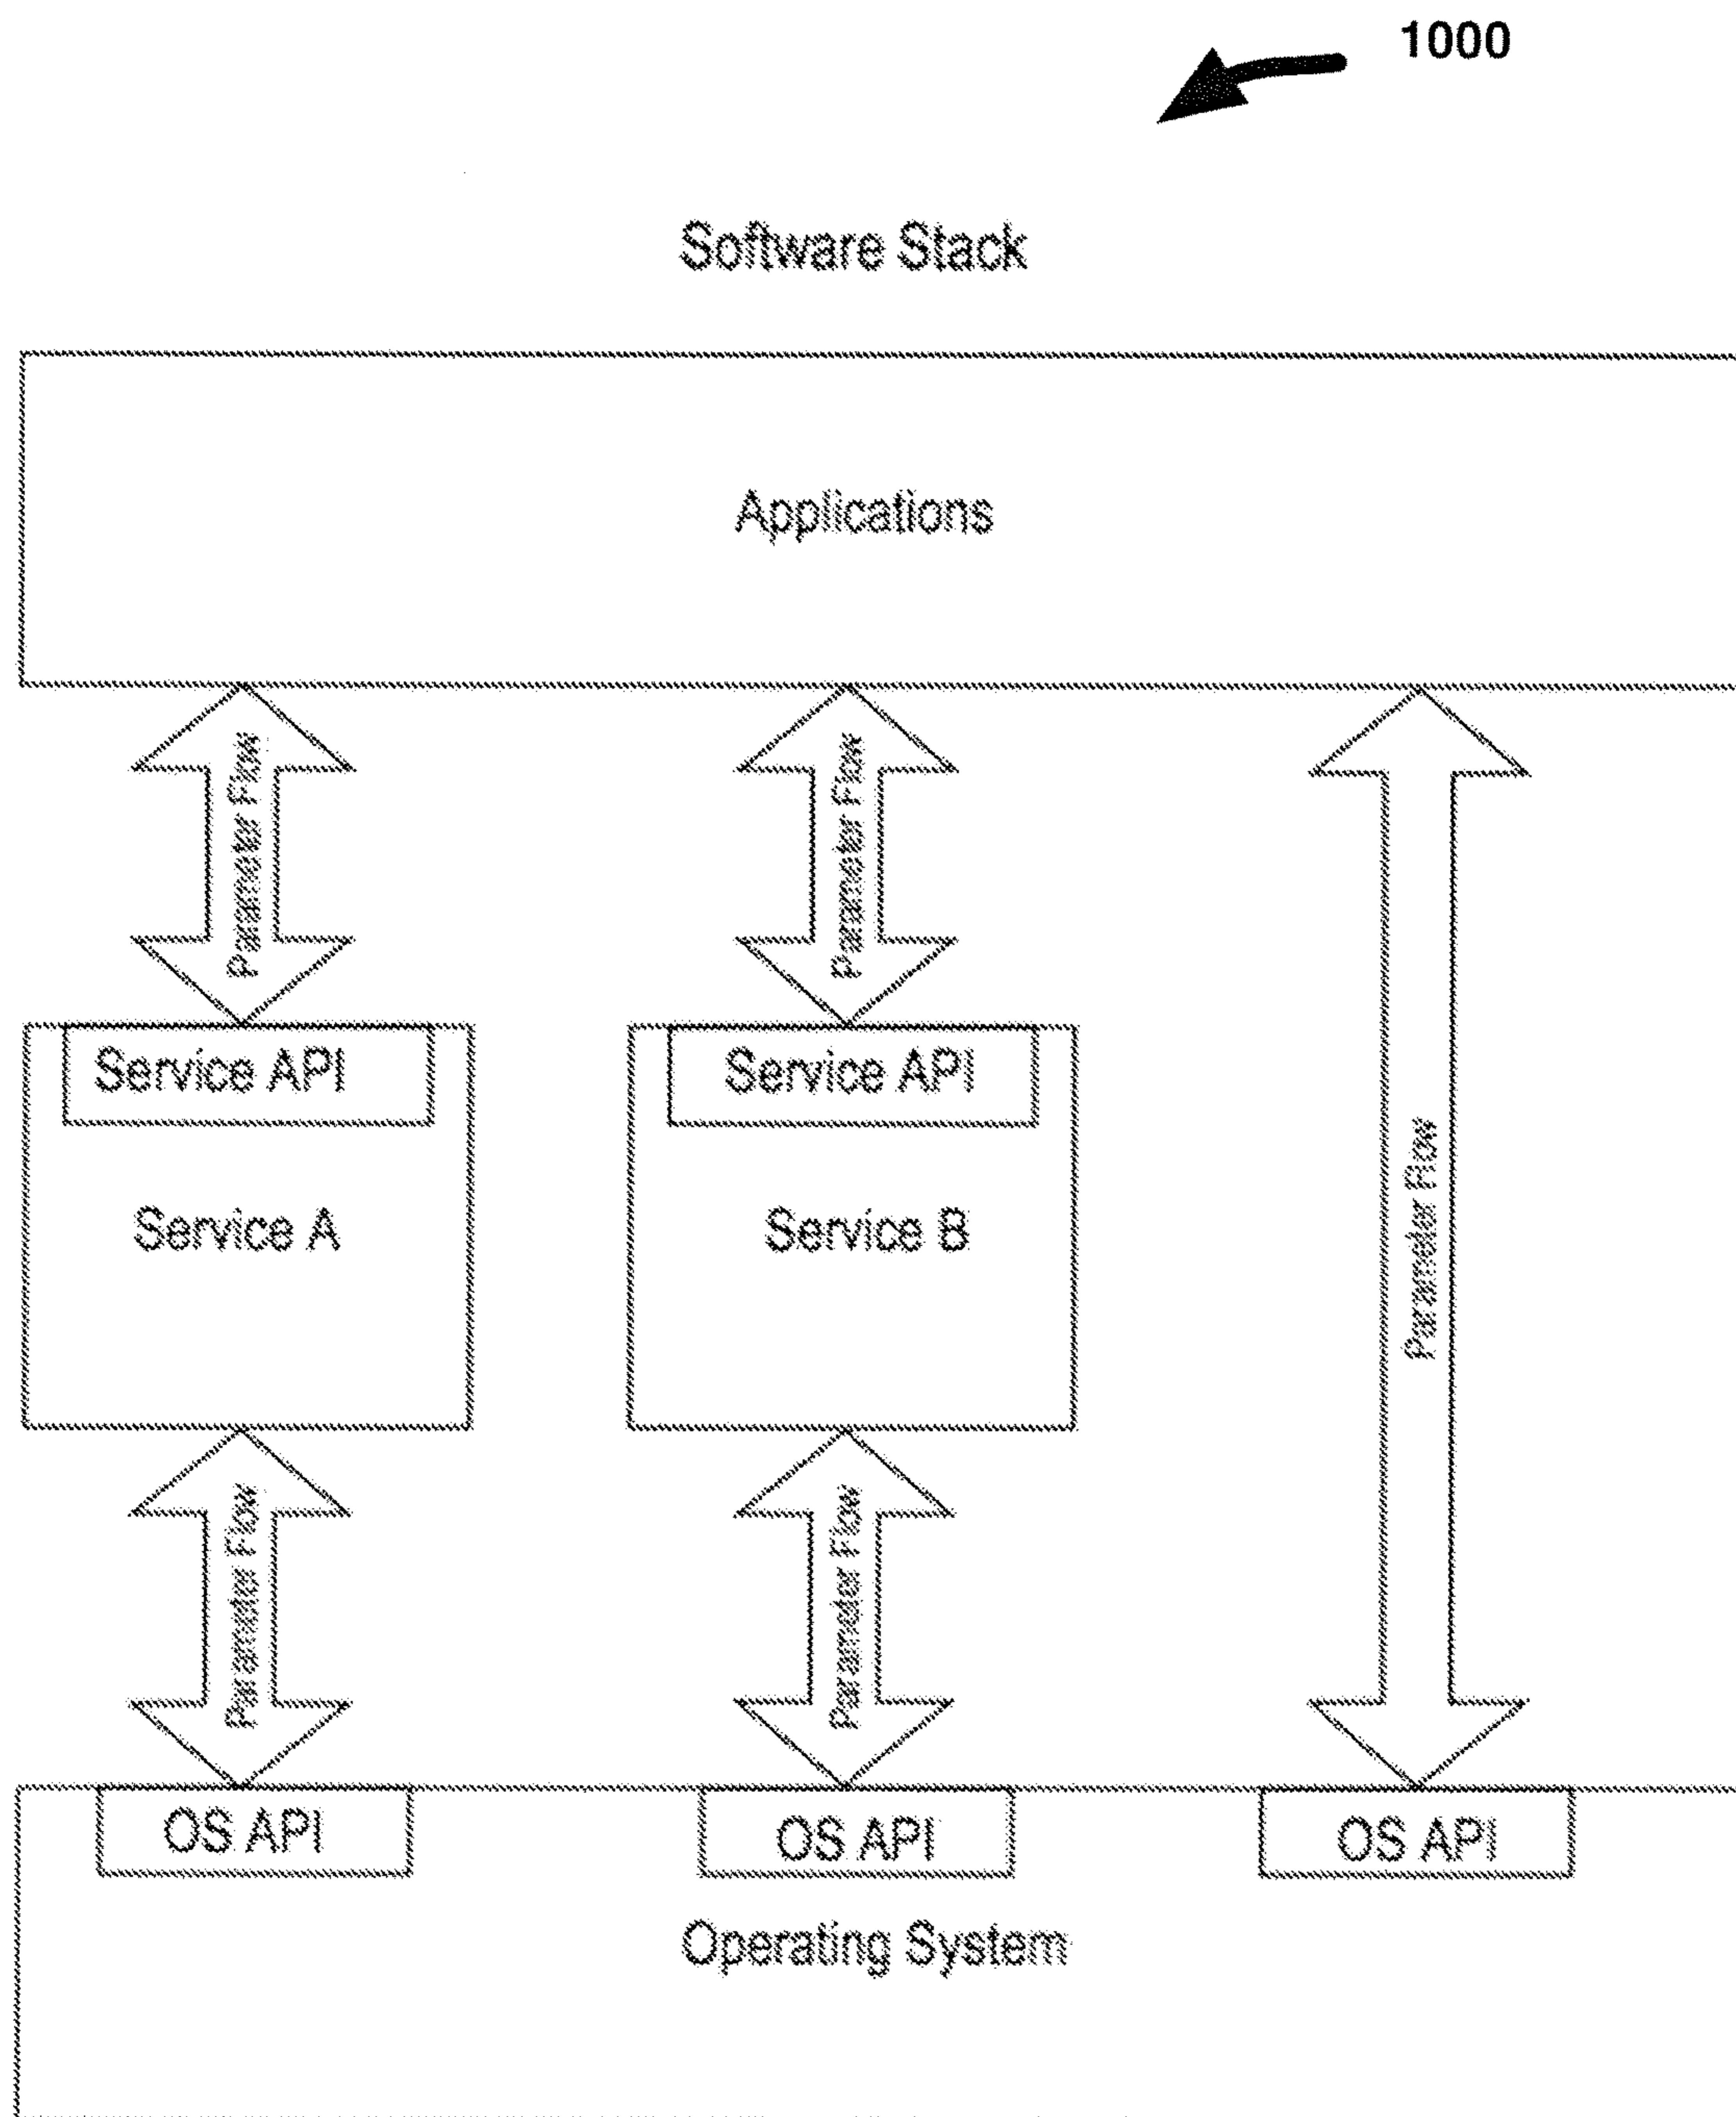 1000
Software Stack
Applications
Parameter Flow
Parameter Flow
Parameter Flow
Service API
Service API
Service A
Service B
Parameter Flow
Parameter Flow
OS API
OS API
OS API
Operating System